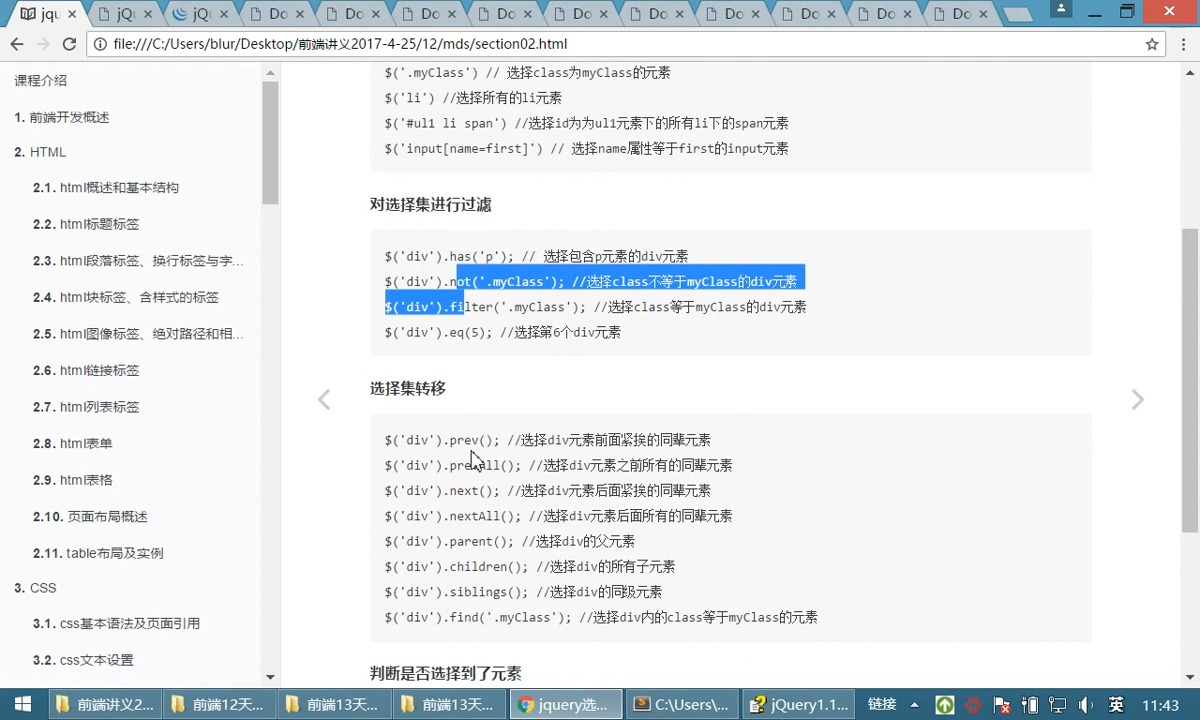 jqu
jQu
jQu
Do
Do
Do
Do
Do
Do
Do
Do
Do
Do
file:///C:/Users/blur/Desktop/前端讲义2017-4-25/12/mds/section02.html
课程介绍
1. 前端开发概述
2. HTML
2.1. html概述和基本结构
2.2. html标题标签
2.3. html段落标签、换行标签与字...
2.4. html块标签、含样式的标签
2.5. html图像标签、绝对路径和相...
2.6. html链接标签
2.7. html列表标签
2.8. html表单
2.9. html表格
2.10. 页面布局概述
2.11. table布局及实例
3. CSS
3.1. css基本语法及页面引用
3.2. css文本设置
$('.myClass') // 选择class为myClass的元素
$('li') //选择所有的li元素
$('#ul1 li span') //选择id为为ul1元素下的所有li下的span元素
$('input[name=first]') // 选择name属性等于first的input元素
对选择集进行过滤
$('div').has('p'); // 选择包含p元素的div元素
$('div').not('.myClass'); //选择class不等于myClass的div元素
$('div').filter('.myClass'); //选择class等于myClass的div元素
$('div').eq(5); //选择第6个div元素
选择集转移
$('div').prev(); //选择div元素前面紧挨的同辈元素
$('div').prevAll(); //选择div元素之前所有的同辈元素
$('div').next(); //选择div元素后面紧挨的同辈元素
$('div').nextAll(); //选择div元素后面所有的同辈元素
$('div').parent(); //选择div的父元素
$('div').children(); //选择div的所有子元素
$('div').siblings(); //选择div的同级元素
$('div').find('.myClass'); //选择div内的class等于myClass的元素
判断是否选择到了元素
前端讲义2...
前端12天...
前端13天...
前端13天...
jquery选...
C:\Users\...
jQuery1.1...
链接
英
11:43